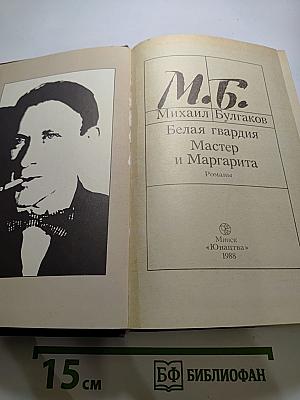 М.Б.
Михаил Булгаков
Белая гвардия
Мастер
и Маргарита
Романы
Минск
«Юнацтва»
1988
15 см
БФ БИБЛИОФАН